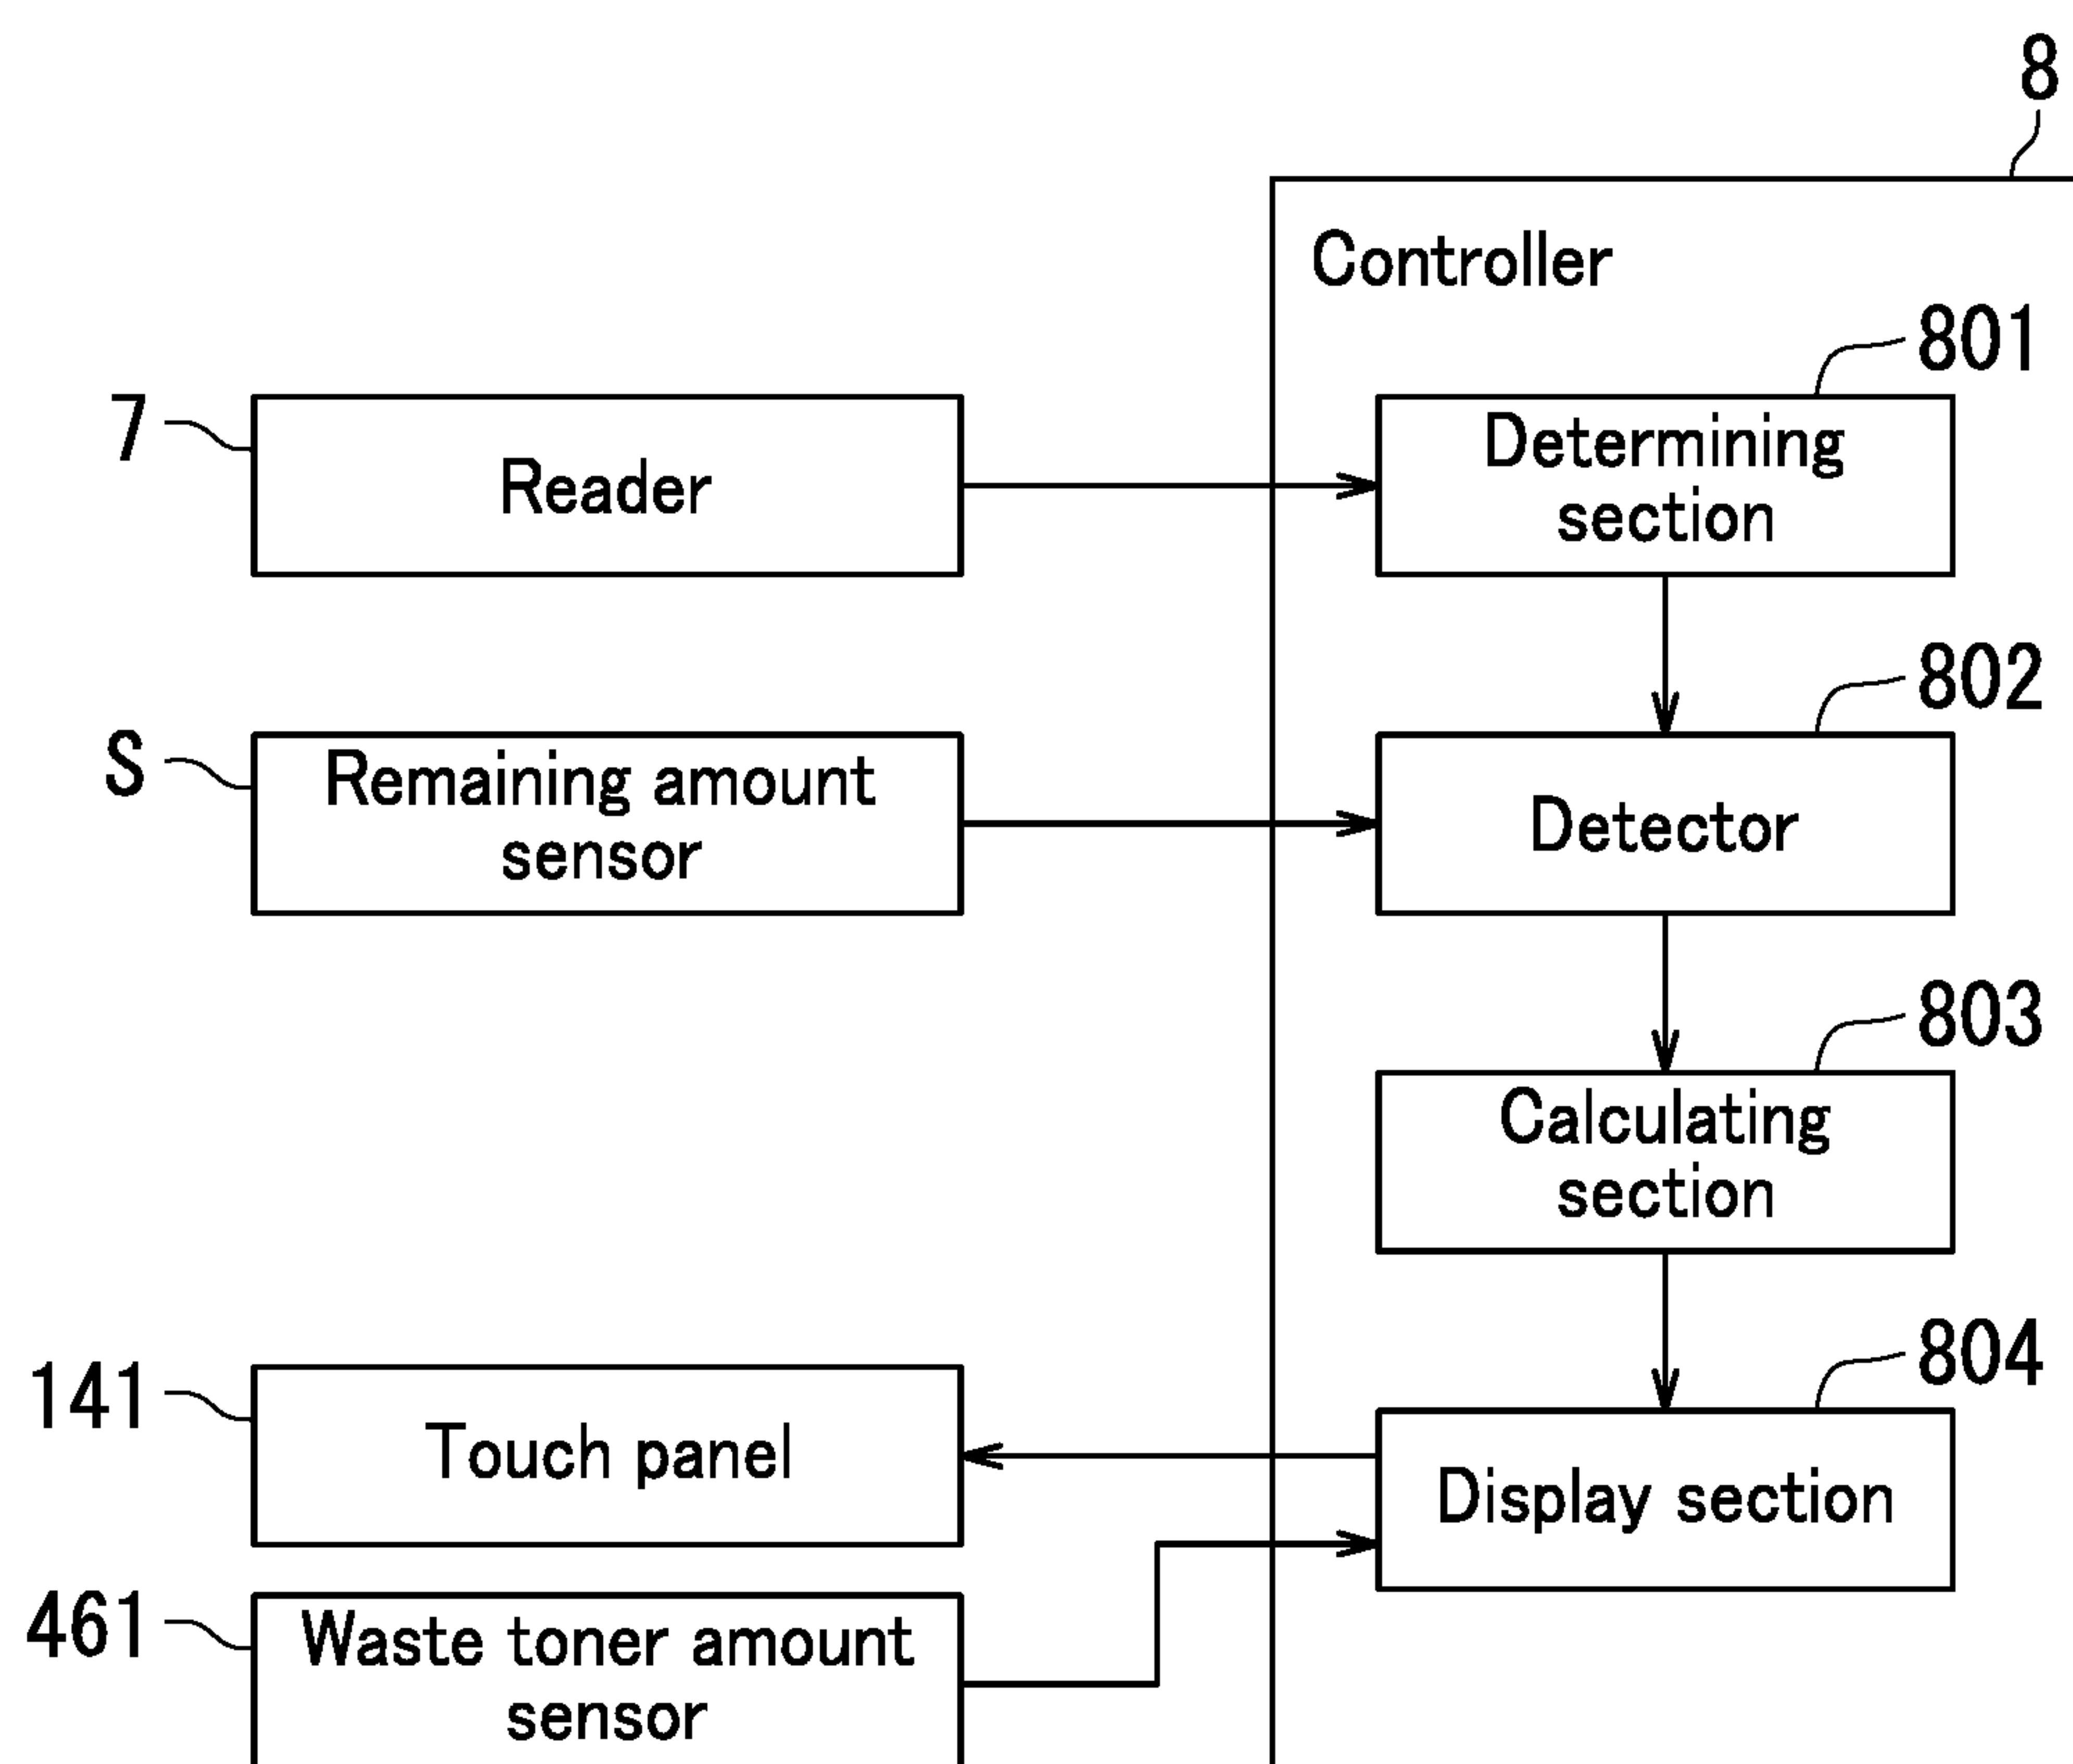 8
Controller
801
7
Reader
Determining
section
802
S
Remaining amount
sensor
Detector
803
Calculating
section
804
141
Touch panel
Display section
461
Waste toner amount
sensor